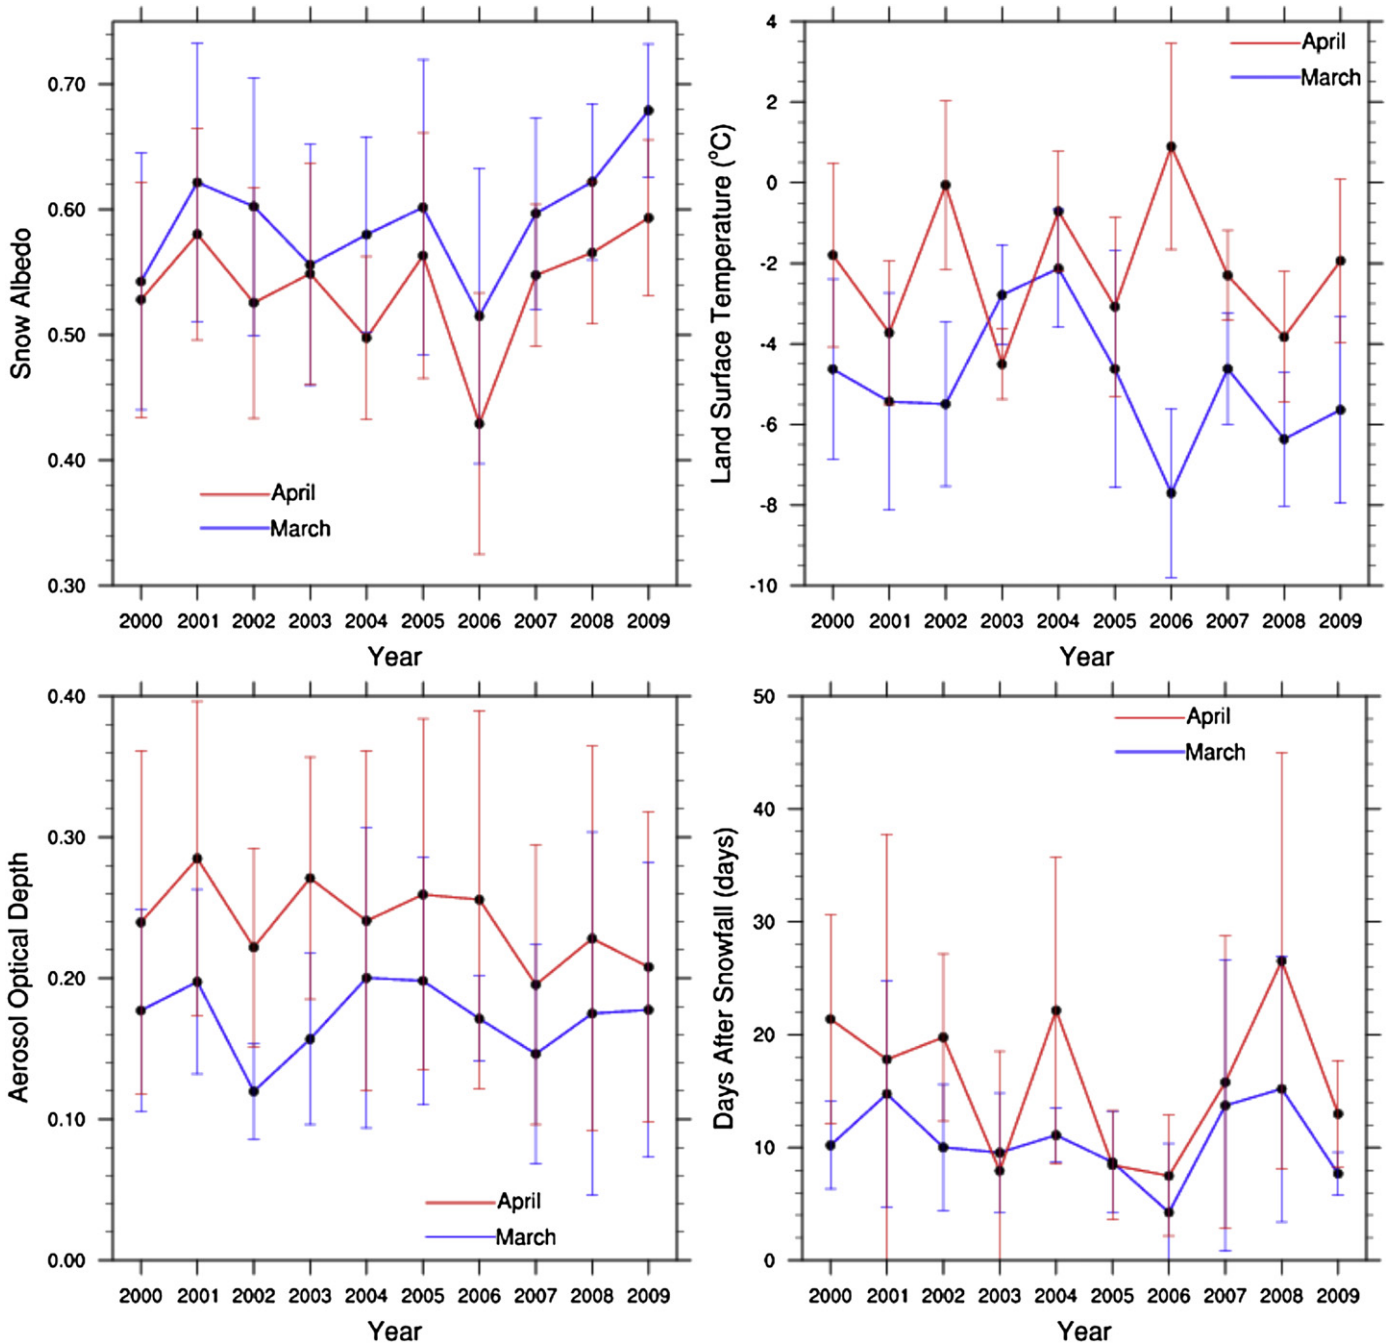 Snow Albedo
0.70
0.60
0.50
0.40
0.30
April
March
2000 2001 2002 2003 2004 2005 2006 2007 2008 2009
Year
Land Surface Temperature (°C)
4
2
0
-2
-4
-6
-8
-10
April
March
2000 2001 2002 2003 2004 2005 2006 2007 2008 2009
Year
Aerosol Optical Depth
0.40
0.30
0.20
0.10
0.00
April
March
2000 2001 2002 2003 2004 2005 2006 2007 2008 2009
Year
Days After Snowfall (days)
50
40
30
20
10
0
April
March
2000 2001 2002 2003 2004 2005 2006 2007 2008 2009
Year